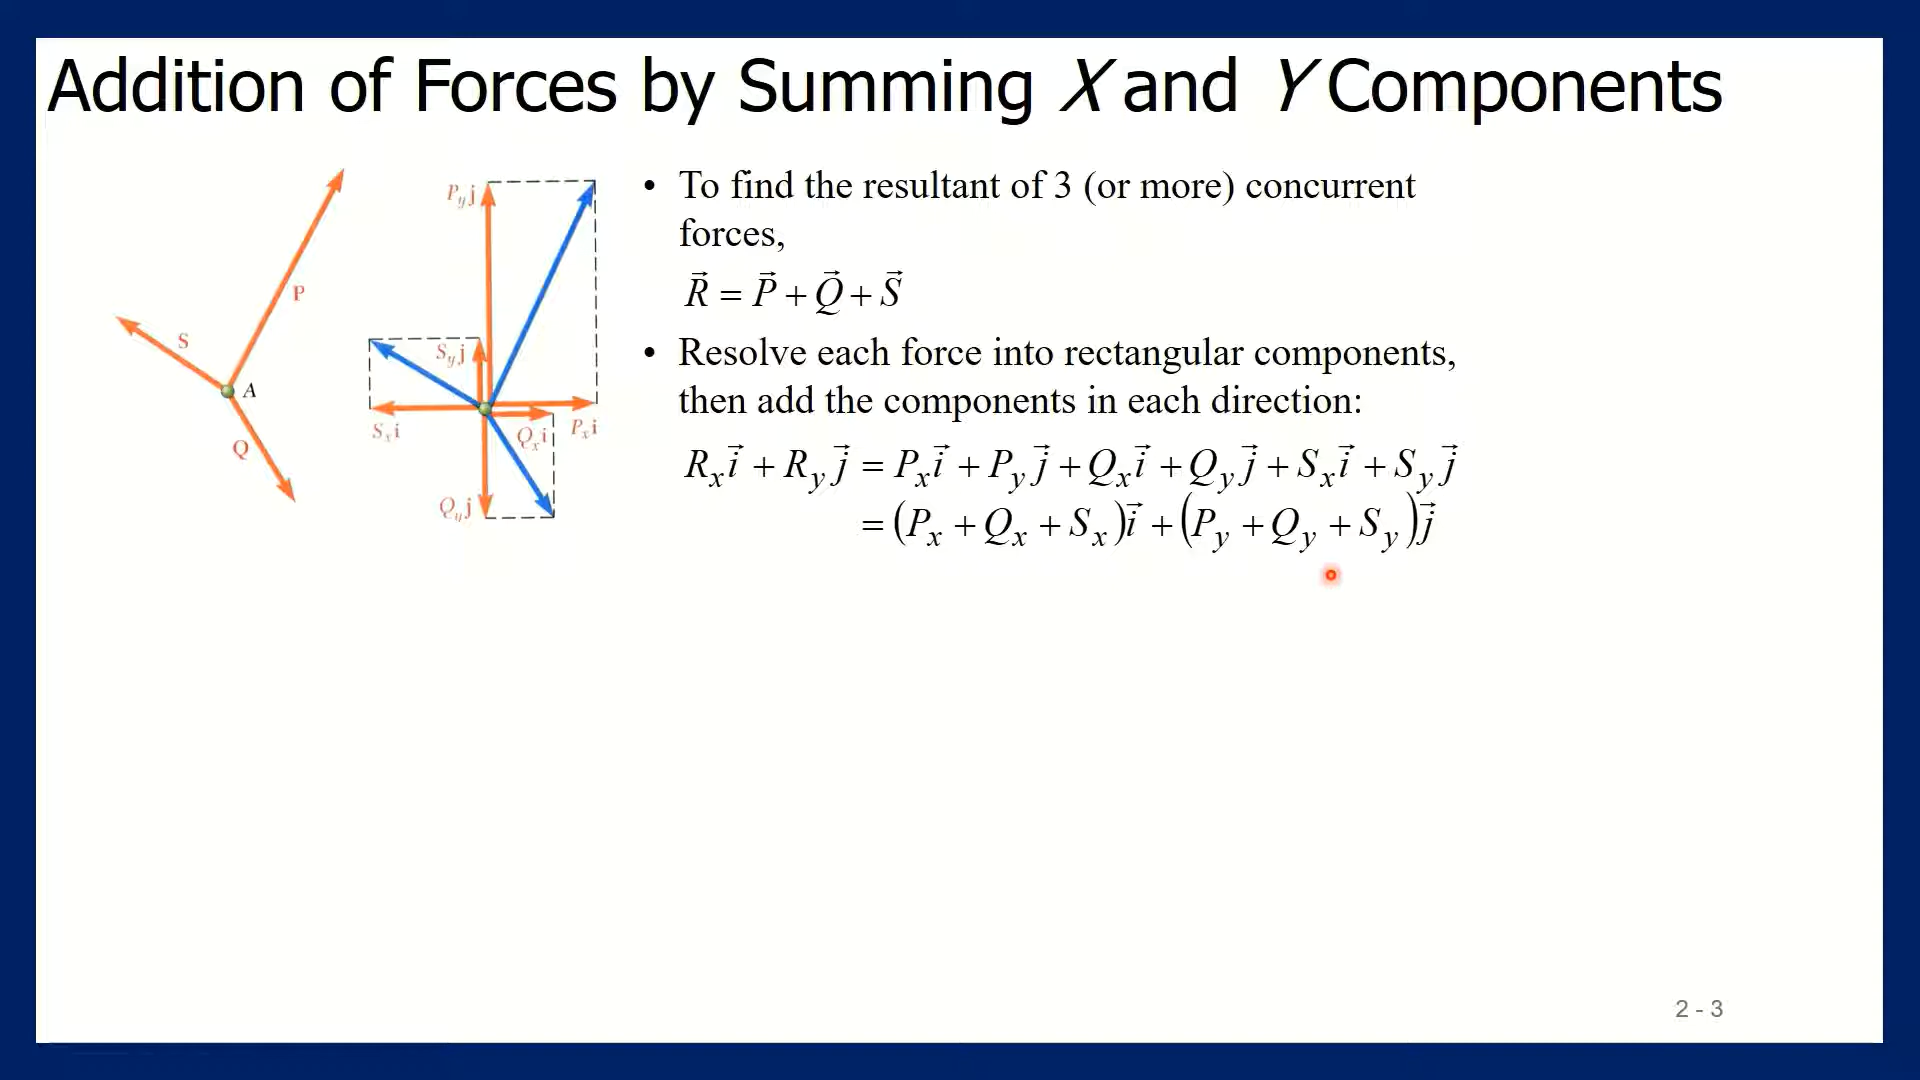 Addition of Forces by Summing X and Y Components
P
S
A
Q
P_y j
S_y j
S_x i
Q_x i
P_x i
Q_y j
• To find the resultant of 3 (or more) concurrent
forces,
R⃗ = P⃗ + Q⃗ + S⃗
• Resolve each force into rectangular components,
then add the components in each direction:
R_x i⃗ + R_y j⃗ = P_x i⃗ + P_y j⃗ + Q_x i⃗ + Q_y j⃗ + S_x i⃗ + S_y j⃗
= (P_x + Q_x + S_x) i⃗ + (P_y + Q_y + S_y) j⃗
2 - 3